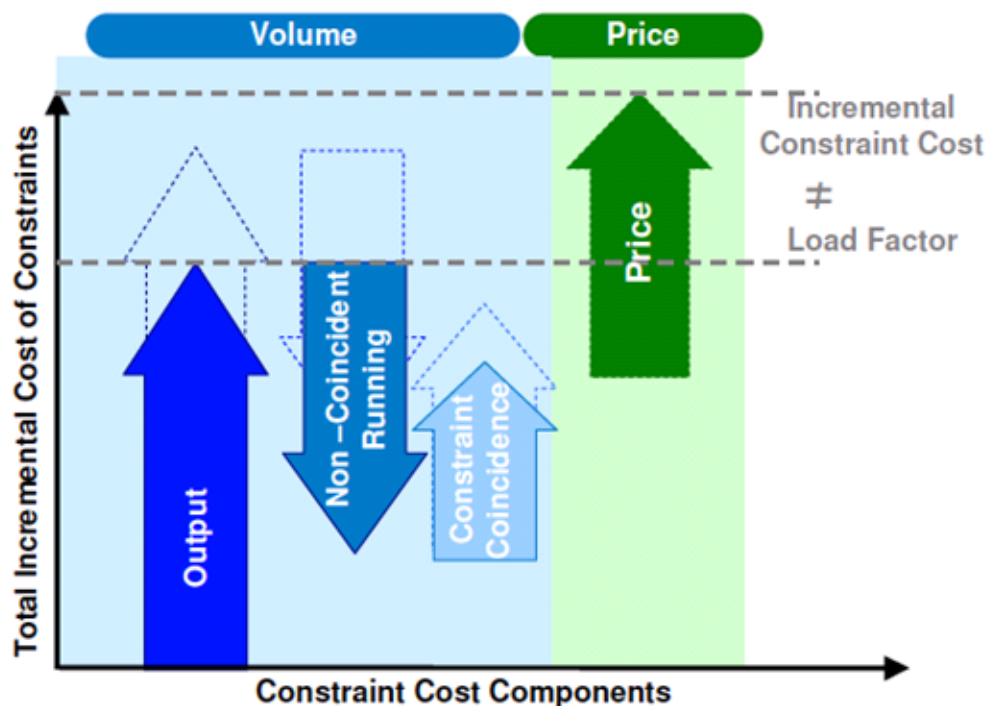 Volume
Price
Incremental
Constraint Cost
≠
Load Factor
Total Incremental Cost of Constraints
Output
Non –Coincident
Running
Constraint
Coincidence
Price
Constraint Cost Components